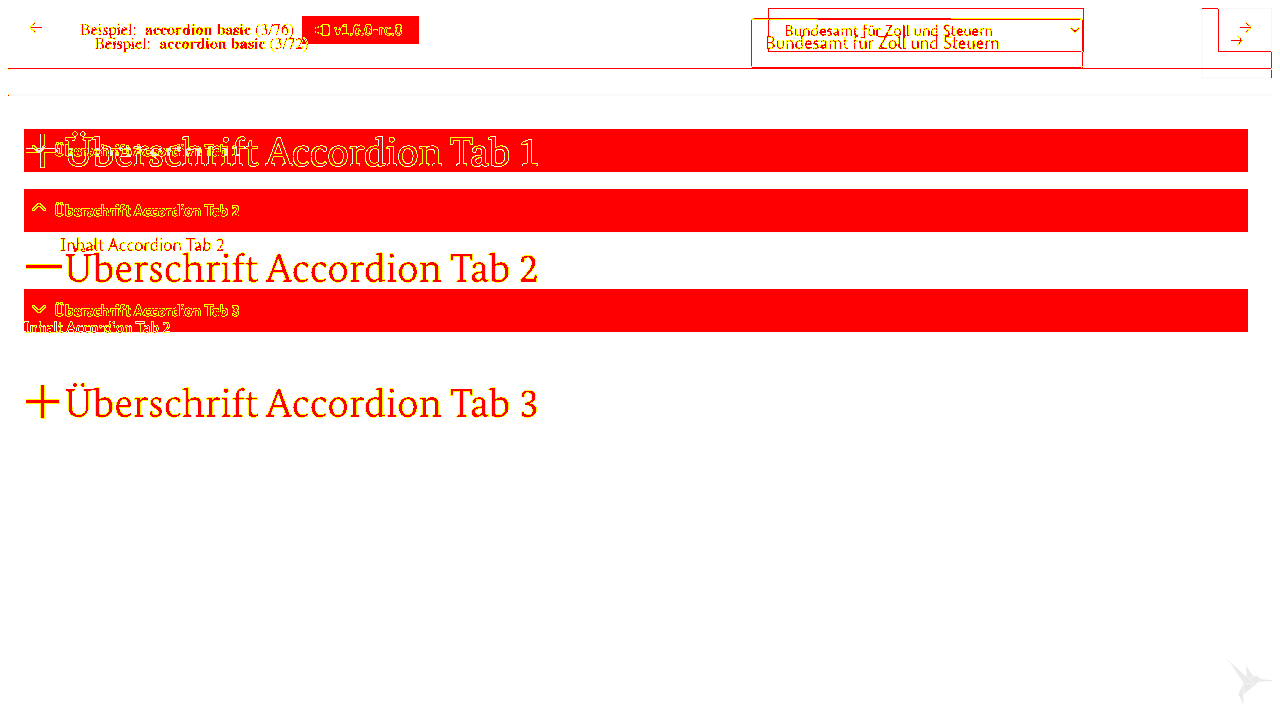 Beispiel: accordion basic (3/76) v1.6.0-rc.8 Bundesamt für Zoll und Steuern
Beispiel: accordion basic (3/72) Bundesamt für Zoll und Steuern
Überschrift Accordion Tab 1
Überschrift Accordion Tab 1
Überschrift Accordion Tab 2
Inhalt Accordion Tab 2
Überschrift Accordion Tab 2
Überschrift Accordion Tab 3
Inhalt Accordion Tab 2
Überschrift Accordion Tab 3